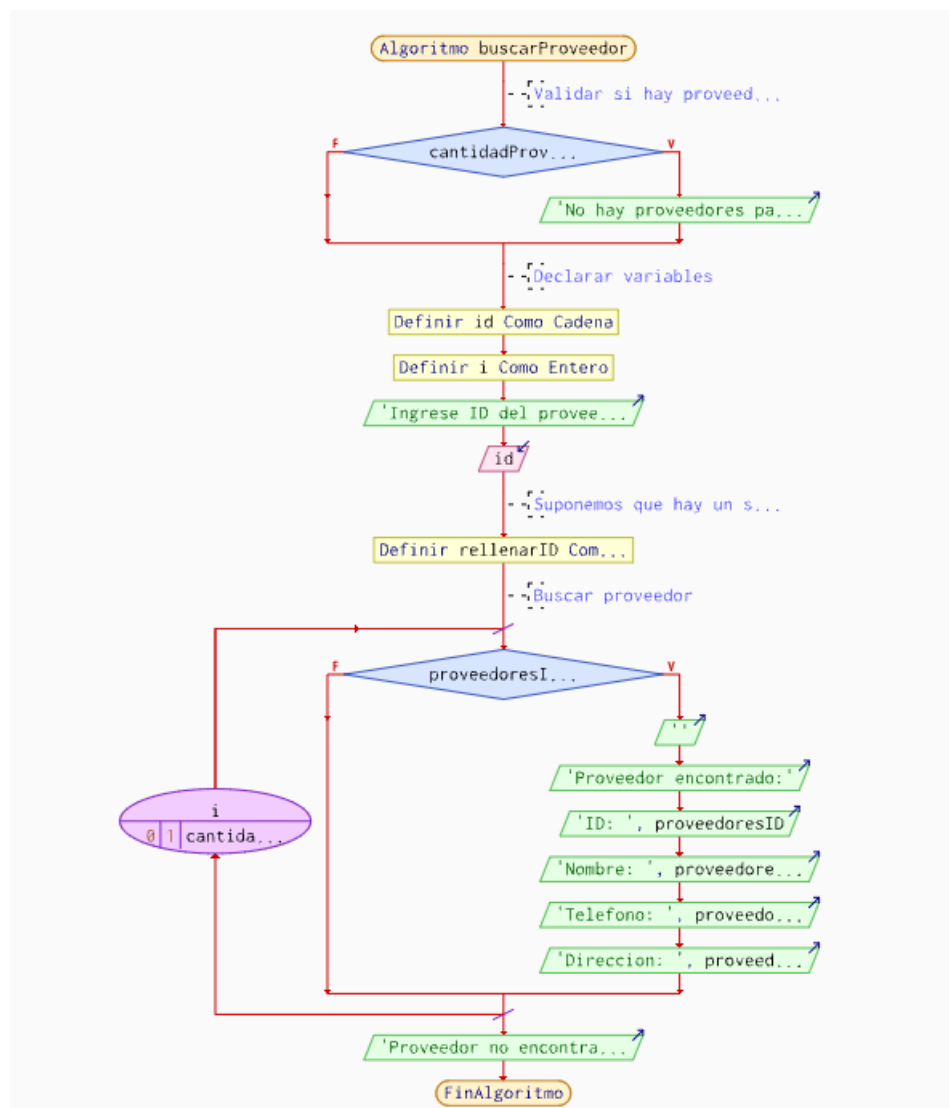 Algoritmo buscarProveedor
Validar si hay proveed...
F
V
cantidadProv...
'No hay proveedores pa...
Declarar variables
Definir id Como Cadena
Definir i Como Entero
'Ingrese ID del provee...
id
Suponemos que hay un s...
Definir rellenarID Com...
Buscar proveedor
F
V
proveedoresI...
''
'Proveedor encontrado:'
i
0 1 cantida...
'ID: ', proveedoresID
'Nombre: ', proveedore...
'Telefono: ', proveedo...
'Direccion: ', proveed...
'Proveedor no encontra...
FinAlgoritmo